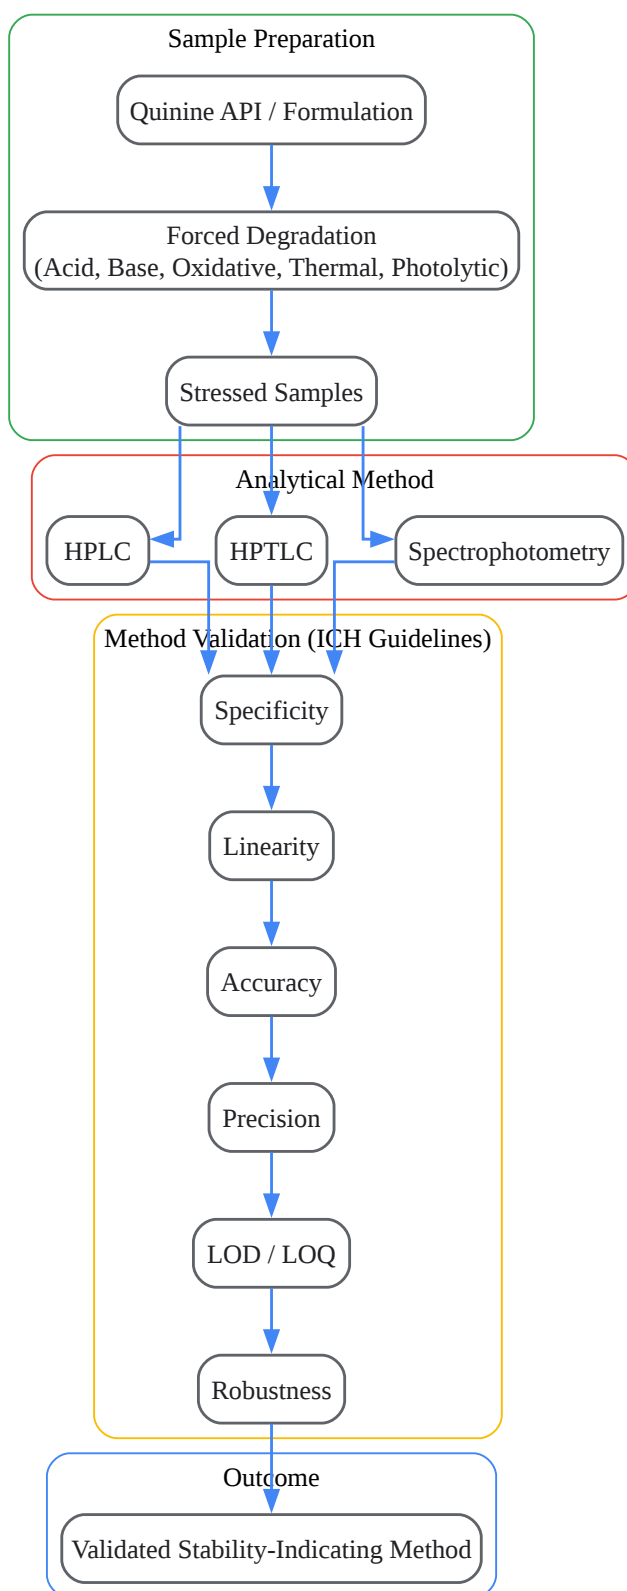 Sample Preparation
Quinine API / Formulation
Forced Degradation
(Acid, Base, Oxidative, Thermal, Photolytic)
Stressed Samples
Analytical Method
HPLC
HPTLC
Spectrophotometry
Method Validation (ICH Guidelines)
Specificity
Linearity
Accuracy
Precision
LOD / LOQ
Robustness
Outcome
Validated Stability-Indicating Method